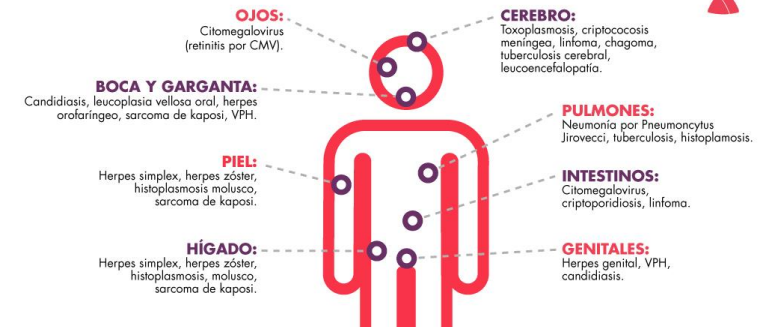 OJOS:
Citomegalovirus
(retinitis por CMV).
BOCA Y GARGANTA:
Candidiasis, leucoplasia vellosa oral, herpes
orofaríngeo, sarcoma de kaposi, VPH.
PIEL:
Herpes simplex, herpes zóster,
histoplasmosis molusco,
sarcoma de kaposi.
HÍGADO:
Herpes simplex, herpes zóster,
histoplasmosis, molusco,
sarcoma de kaposi.
CEREBRO:
Toxoplasmosis, criptococosis
meníngea, linfoma, chagoma,
tuberculosis cerebral,
leucoencefalopatía.
PULMONES:
Neumonía por Pneumoncytus
Jirovecci, tuberculosis, histoplamosis.
INTESTINOS:
Citomegalovirus,
criptoporidiosis, linfoma.
GENITALES:
Herpes genital, VPH,
candidiasis.